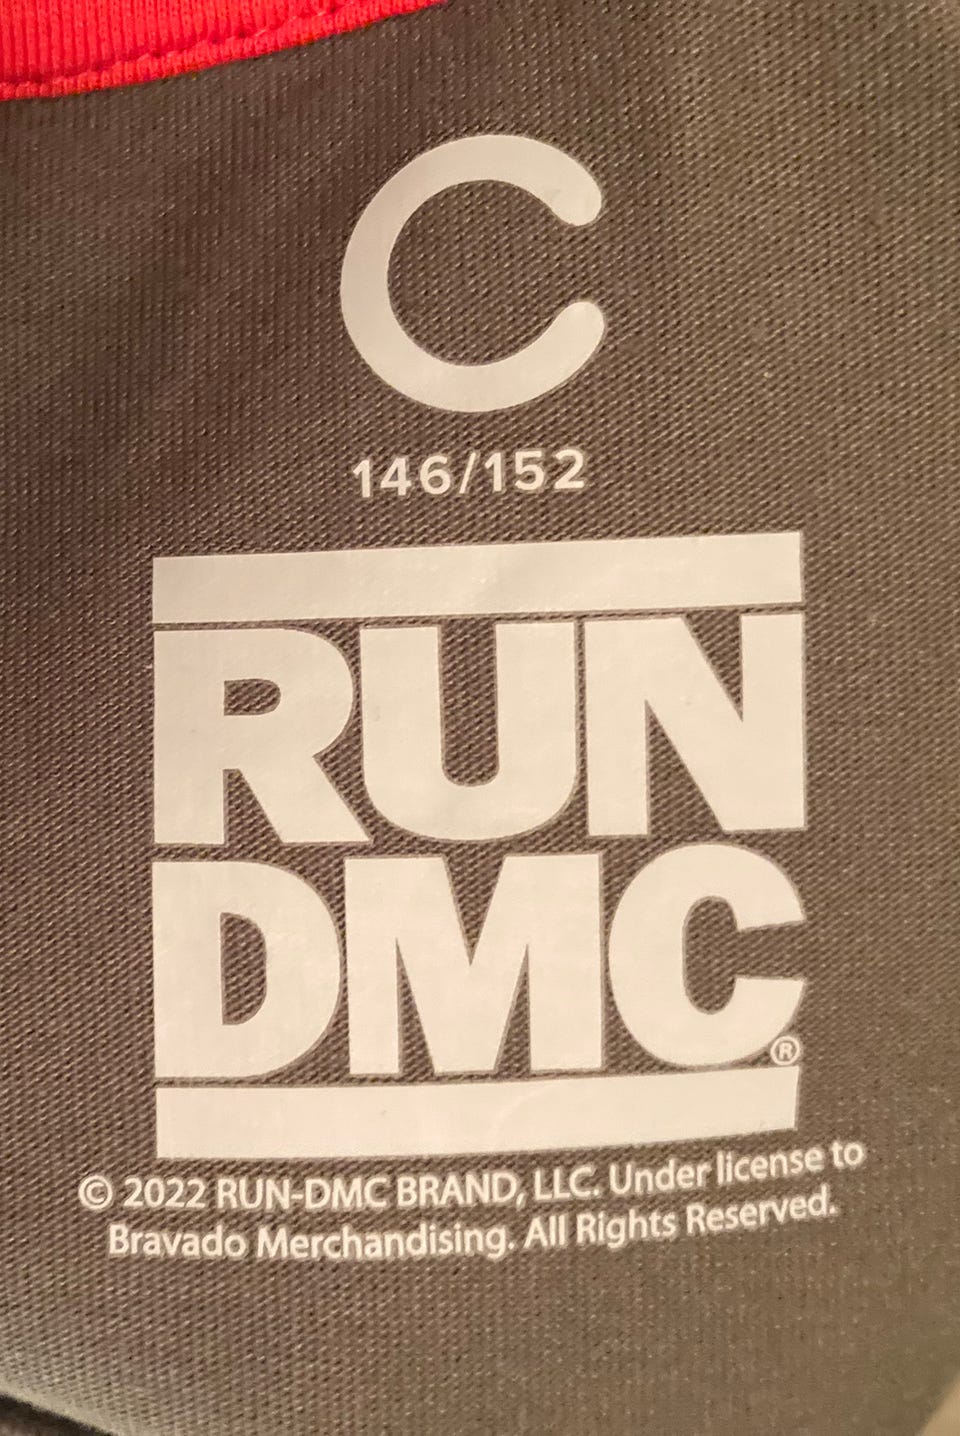 C
146/152
RUN
DMC®
© 2022 RUN-DMC BRAND, LLC. Under license to
Bravado Merchandising. All Rights Reserved.